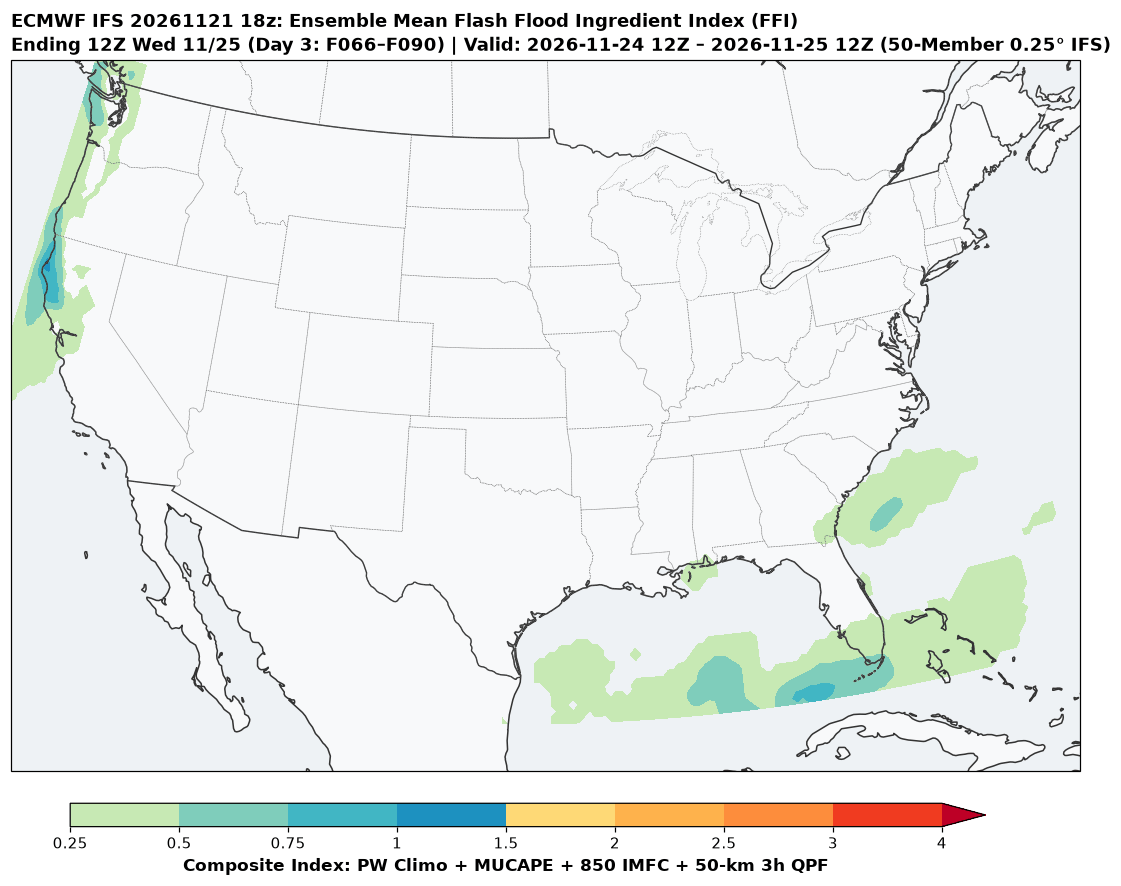 ECMWF IFS 20261121 18z: Ensemble Mean Flash Flood Ingredient Index (FFI)
Ending 12Z Wed 11/25 (Day 3: F066–F090) | Valid: 2026-11-24 12Z – 2026-11-25 12Z (50-Member 0.25° IFS)
0.25 0.5 0.75 1 1.5 2 2.5 3 4
Composite Index: PW Climo + MUCAPE + 850 IMFC + 50-km 3h QPF